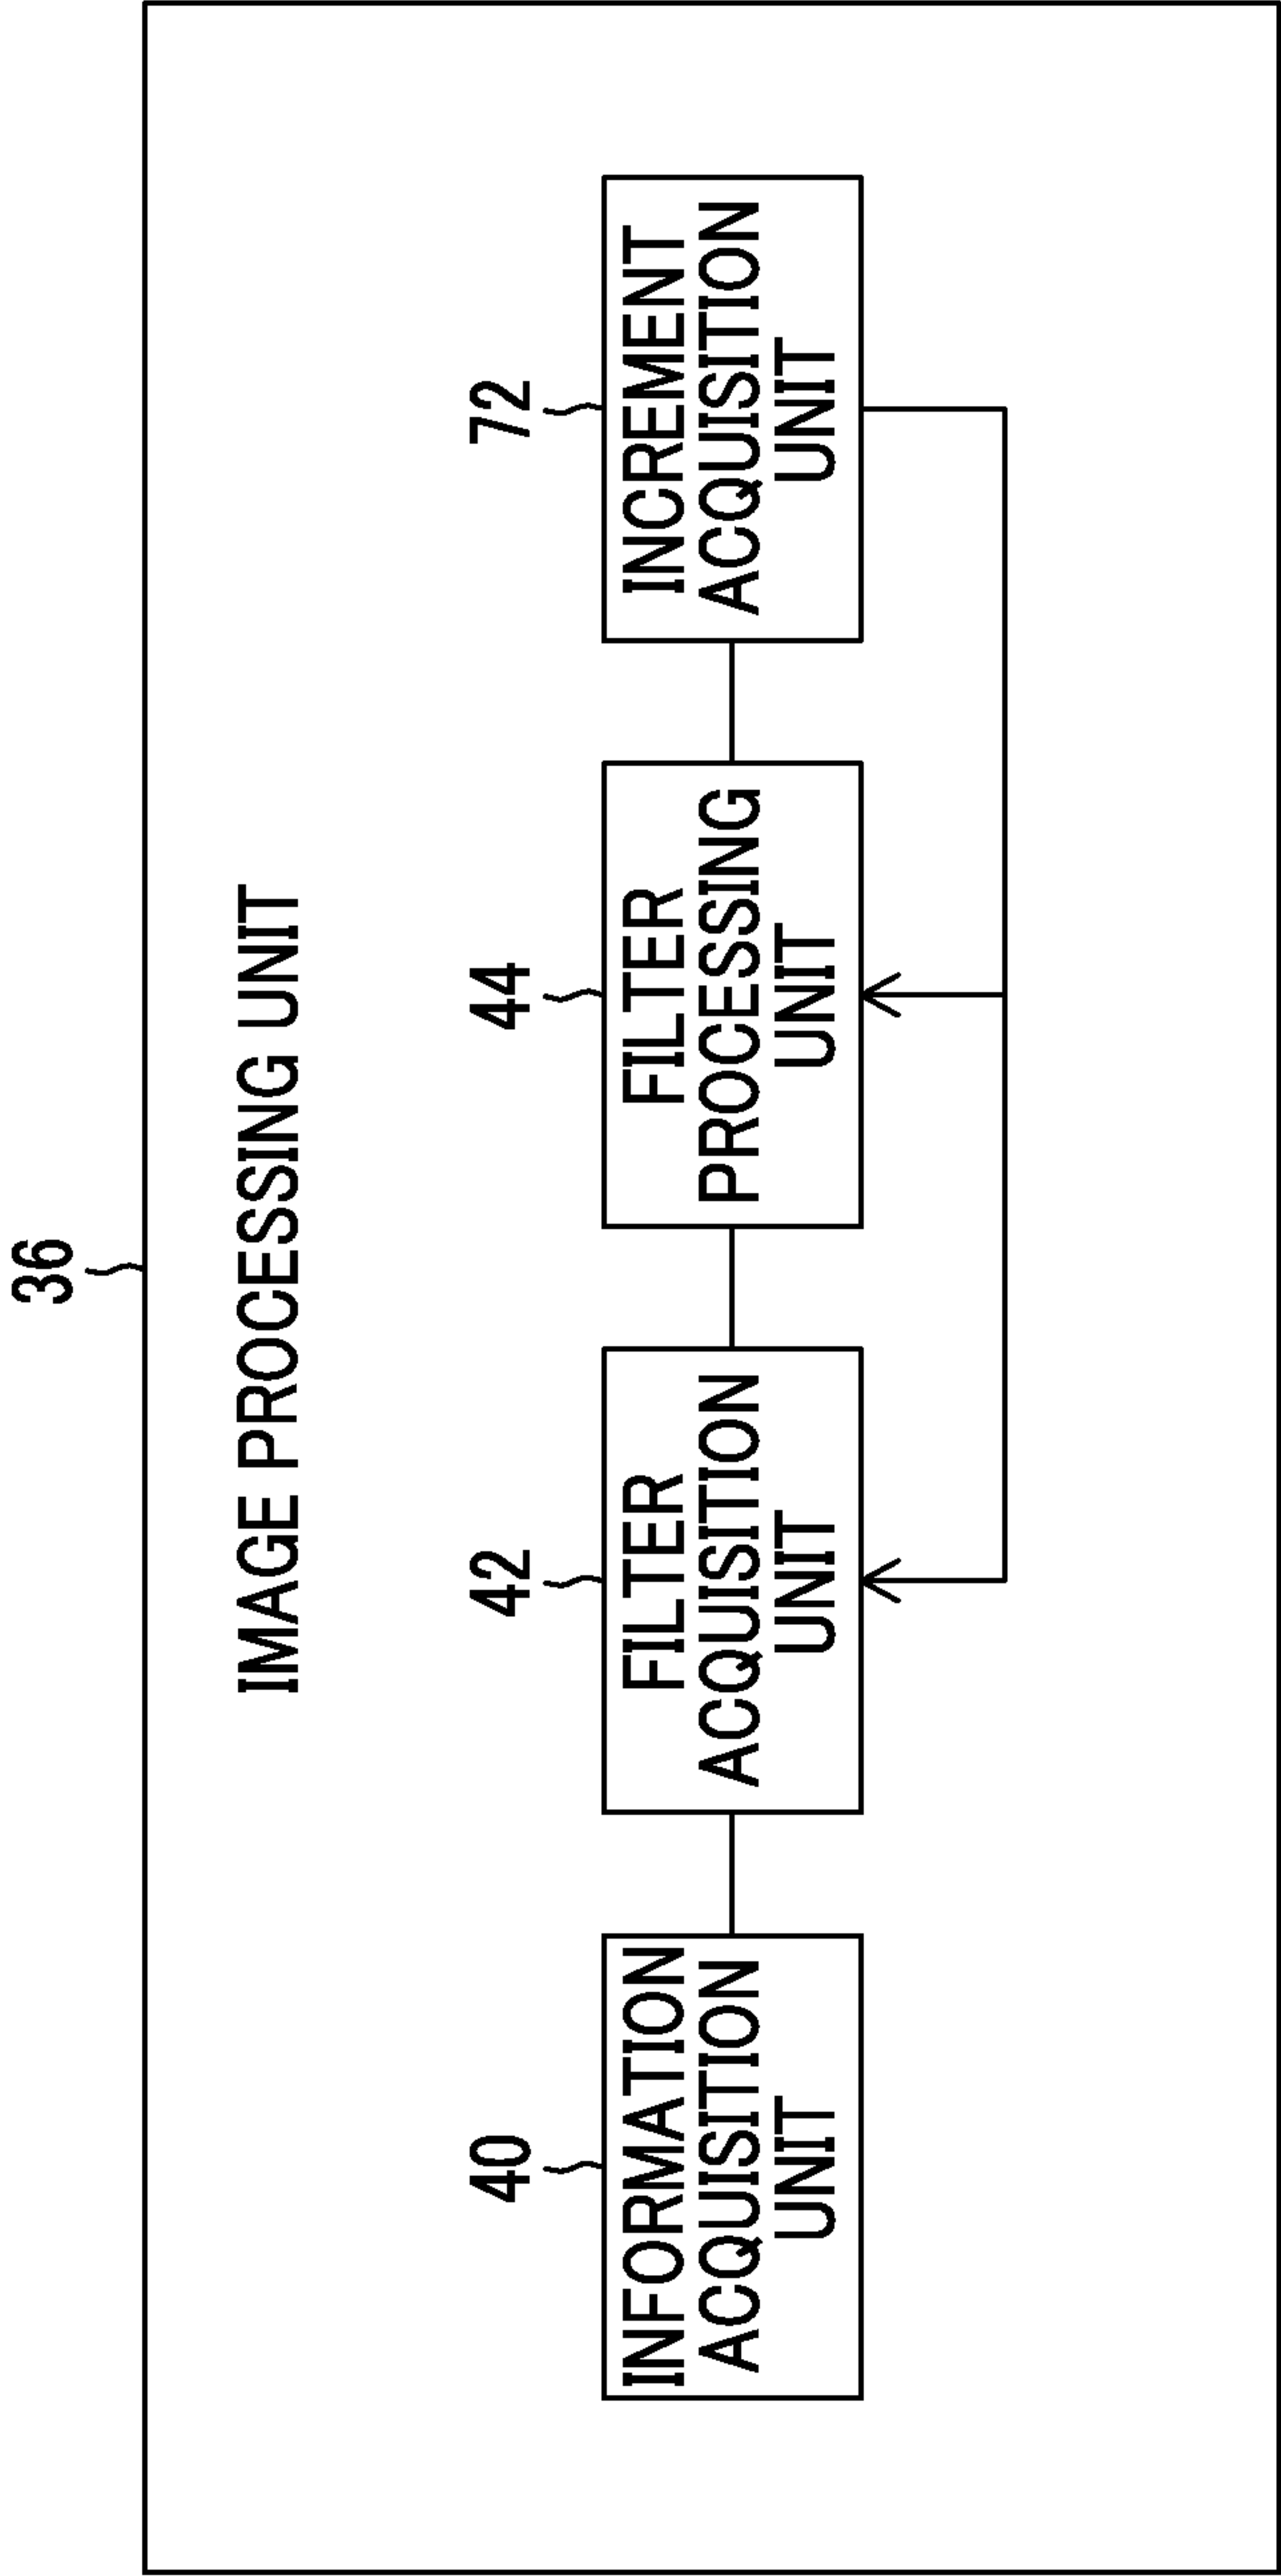 36
IMAGE PROCESSING UNIT
40
INFORMATION
ACQUISITION
UNIT
42
FILTER
ACQUISITION
UNIT
44
FILTER
PROCESSING
UNIT
72
INCREMENT
ACQUISITION
UNIT